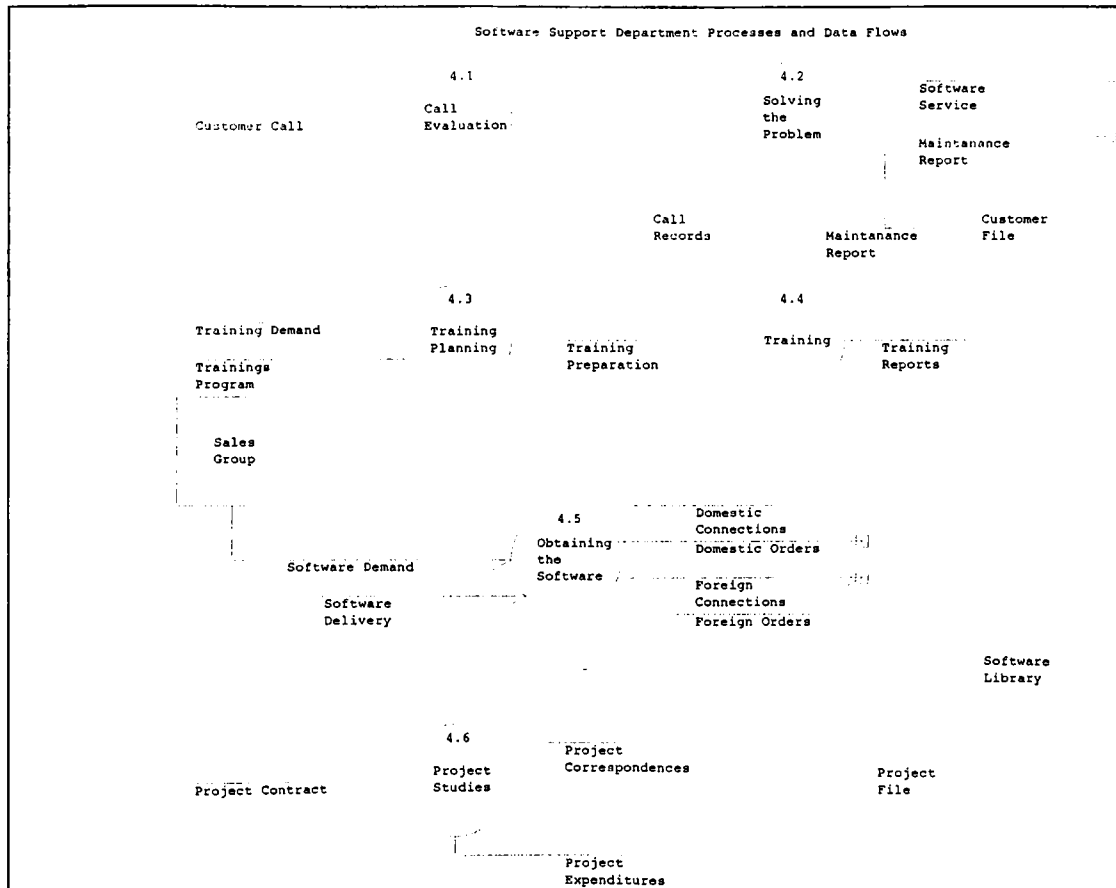 Software Support Department Processes and Data Flows
4.1
Call
Evaluation
Customer Call
4.2
Solving
the
Problem
Software
Service
Maintanance
Report
Call
Records
Maintanance
Report
Customer
File
4.3
Training
Planning
Training Demand
Trainings
Program
Training
Preparation
4.4
Training
Training
Reports
Sales
Group
4.5
Obtaining
the
Software
Domestic
Connections
Domestic Orders
Software Demand
Software
Delivery
Foreign
Connections
Foreign Orders
Software
Library
4.6
Project
Studies
Project
Correspondences
Project Contract
Project
File
Project
Expenditures